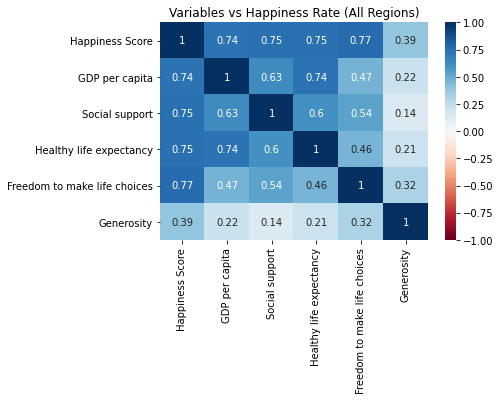 Variables vs Happiness Rate (All Regions)
Happiness Score 1 0.74 0.75 0.75 0.77 0.39
GDP per capita 0.74 1 0.63 0.74 0.47 0.22
Social support 0.75 0.63 1 0.6 0.54 0.14
Healthy life expectancy 0.75 0.74 0.6 1 0.46 0.21
Freedom to make life choices 0.77 0.47 0.54 0.46 1 0.32
Generosity 0.39 0.22 0.14 0.21 0.32 1
Happiness Score
GDP per capita
Social support
Healthy life expectancy
Freedom to make life choices
Generosity
1.00
0.75
0.50
0.25
0.00
−0.25
−0.50
−0.75
−1.00